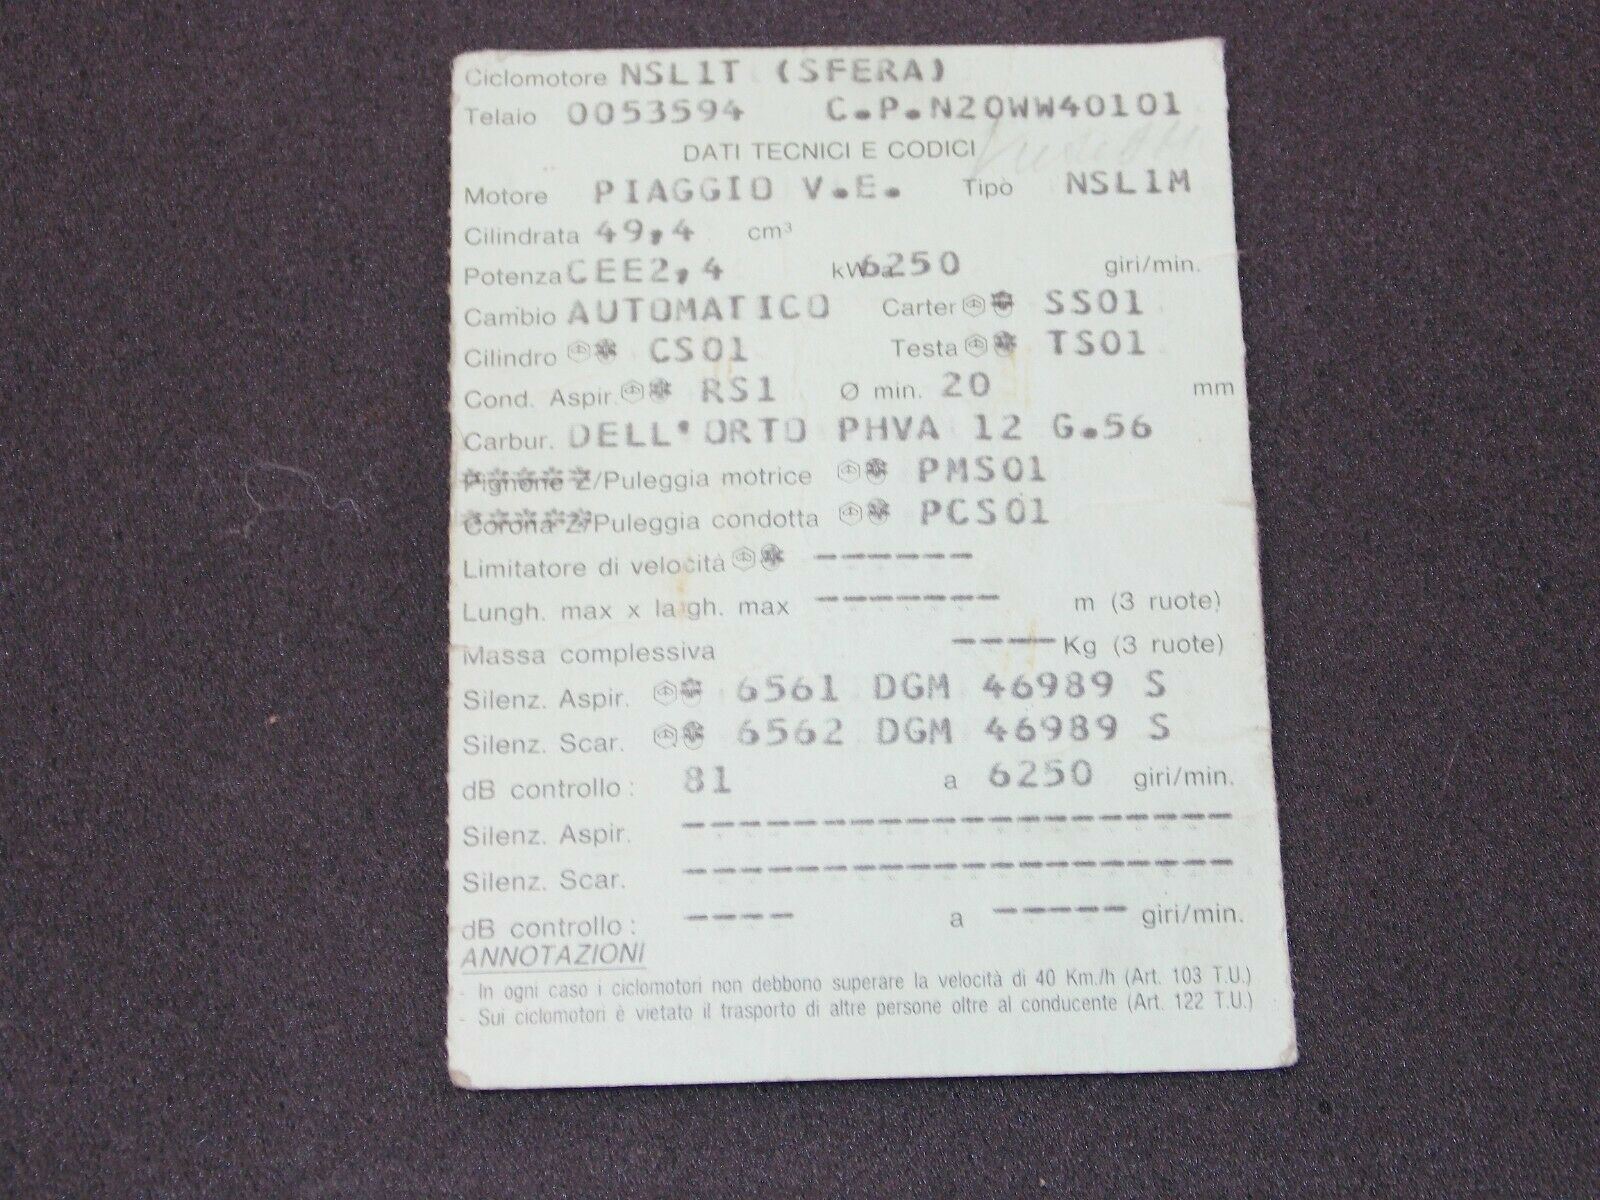 Ciclomotore NSL1T (SFERA)
Telaio 0053594 C.P.N20WW40101
DATI TECNICI E CODICI
Motore PIAGGIO V.E. Tipo NSL1M
Cilindrata 49,4 cm³
Potenza CEE2,4 kW a 6250 giri/min.
Cambio AUTOMATICO Carter SS01
Cilindro CS01 Testa TS01
Cond. Aspir. RS1 Ø min. 20 mm
Carbur. DELL'ORTO PHVA 12 G.56
Pignone Z/Puleggia motrice PMS01
Corona Z/Puleggia condotta PCS01
Limitatore di velocità ------
Lungh. max x la gh. max ------- m (3 ruote)
Massa complessiva ---- Kg (3 ruote)
Silenz. Aspir. 6561 DGM 46989 S
Silenz. Scar. 6562 DGM 46989 S
dB controllo: 81 a 6250 giri/min.
Silenz. Aspir. --------------------
Silenz. Scar. --------------------
dB controllo: ---- a ----- giri/min.
ANNOTAZIONI
- In ogni caso i ciclomotori non debbono superare la velocità di 40 Km./h (Art. 103 T.U.)
- Sui ciclomotori è vietato il trasporto di altre persone oltre al conducente (Art. 122 T.U.)